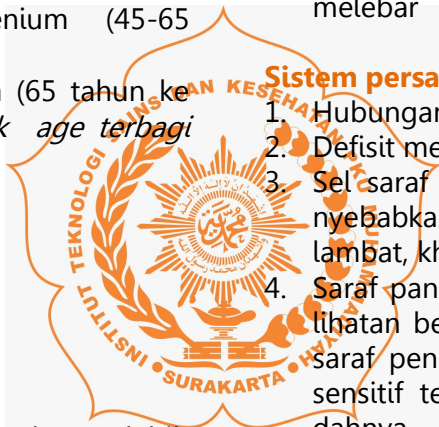 enium (45-65
(65 tahun ke
k age terbagi
melebar
Sistem persa
1. Hubungan
2. Defisit me
3. Sel saraf
nyebabka
lambat, kh
4. Saraf pan
lihatan be
saraf pen
sensitif te
dahnya
INSTITUT TEKNOLOGI SAINS DAN KESEHATAN PKU MUHAMMADIYAH
SURAKARTA